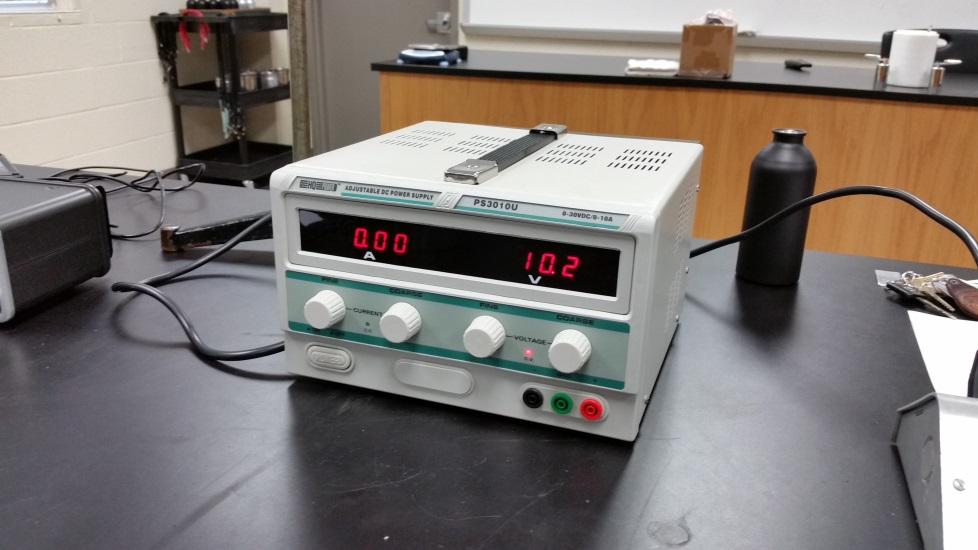 ADJUSTABLE DC POWER SUPPLY
PS3010U
0-30VDC/0-10A
0.00
A
10.2
V
FINE
COARSE
FINE
COARSE
CURRENT
VOLTAGE